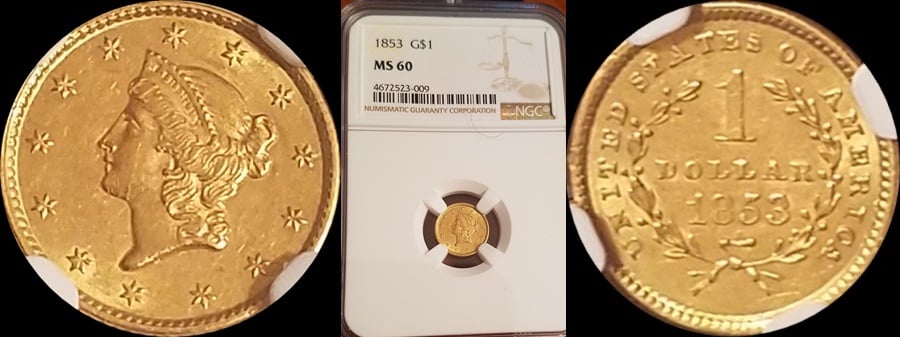 1853 G$1
MS 60
4672523-009
NUMISMATIC GUARANTY CORPORATION
NGC®
UNITED STATES OF AMERICA
1
DOLLAR
1853